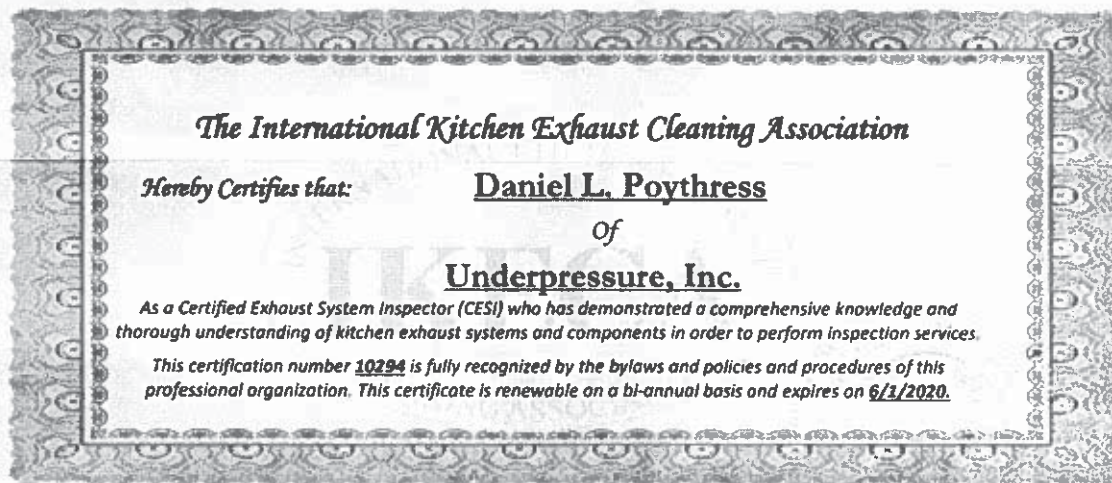 The International Kitchen Exhaust Cleaning Association
Hereby Certifies that: Daniel L. Poythress
Of
Underpressure, Inc.
As a Certified Exhaust System Inspector (CESI) who has demonstrated a comprehensive knowledge and
thorough understanding of kitchen exhaust systems and components in order to perform inspection services.
This certification number 10294 is fully recognized by the bylaws and policies and procedures of this
professional organization. This certificate is renewable on a bi-annual basis and expires on 6/1/2020.